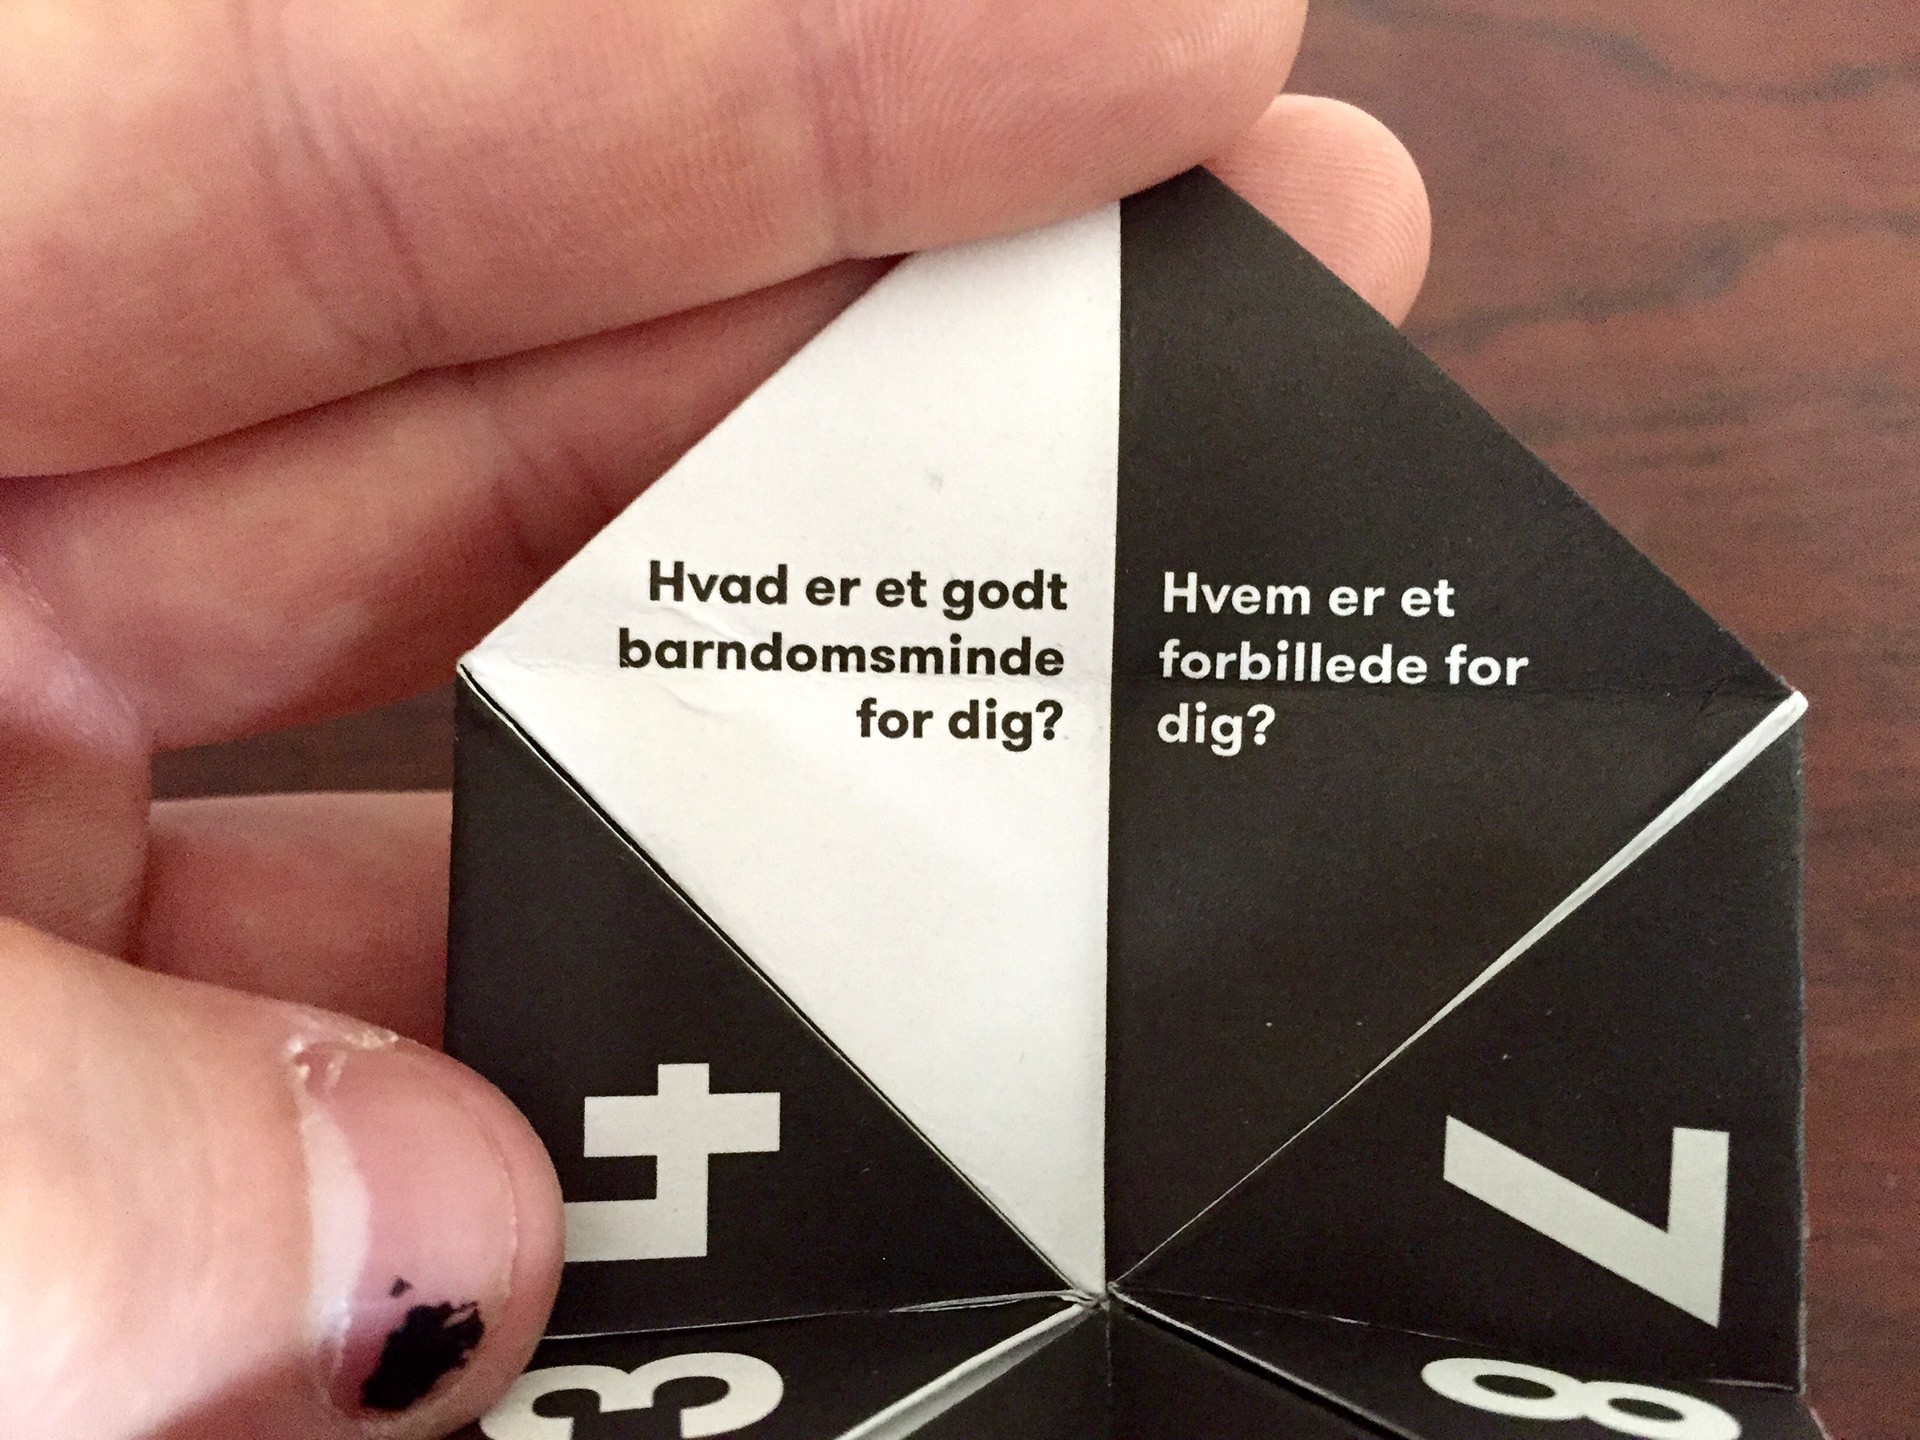 Hvad er et godt
barndomsminde
for dig?
Hvem er et
forbillede for
dig?
4
7
3
8